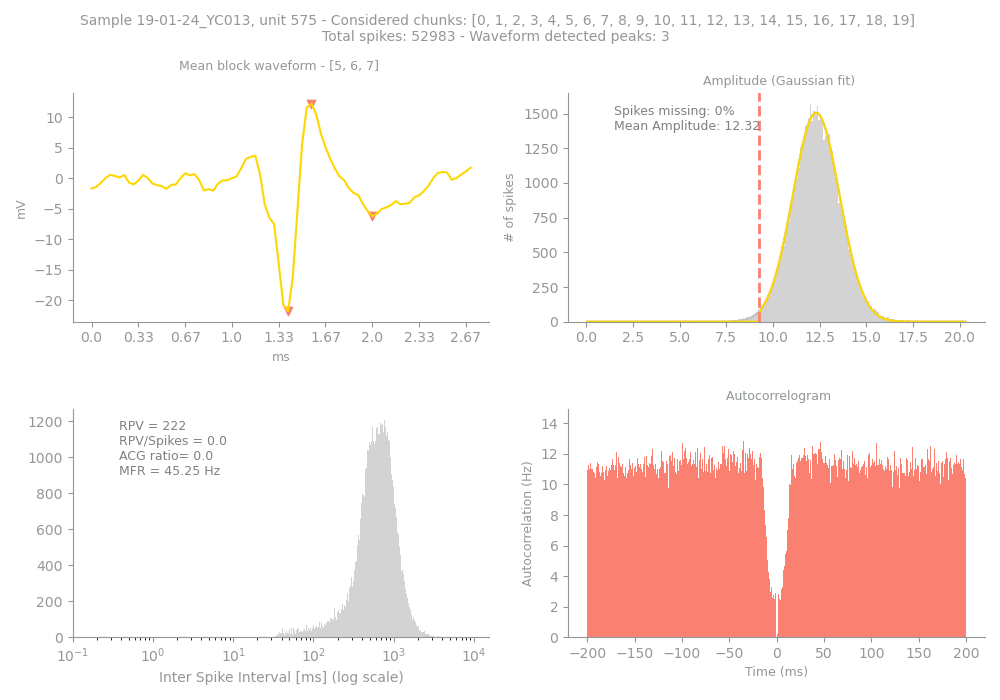 Sample 19-01-24_YC013, unit 575 - Considered chunks: [0, 1, 2, 3, 4, 5, 6, 7, 8, 9, 10, 11, 12, 13, 14, 15, 16, 17, 18, 19]
Total spikes: 52983 - Waveform detected peaks: 3
Mean block waveform - [5, 6, 7]
10
5
0
−5
−10
−15
−20
mV
0.0 0.33 0.67 1.0 1.33 1.67 2.0 2.33 2.67
ms
Amplitude (Gaussian fit)
Spikes missing: 0%
Mean Amplitude: 12.32
1500
1250
1000
750
500
250
0
# of spikes
0.0 2.5 5.0 7.5 10.0 12.5 15.0 17.5 20.0
RPV = 222
RPV/Spikes = 0.0
ACG ratio= 0.0
MFR = 45.25 Hz
1200
1000
800
600
400
200
0
10⁻¹ 10⁰ 10¹ 10² 10³ 10⁴
Inter Spike Interval [ms] (log scale)
Autocorrelogram
14
12
10
8
6
4
2
0
Autocorrelation (Hz)
−200 −150 −100 −50 0 50 100 150 200
Time (ms)